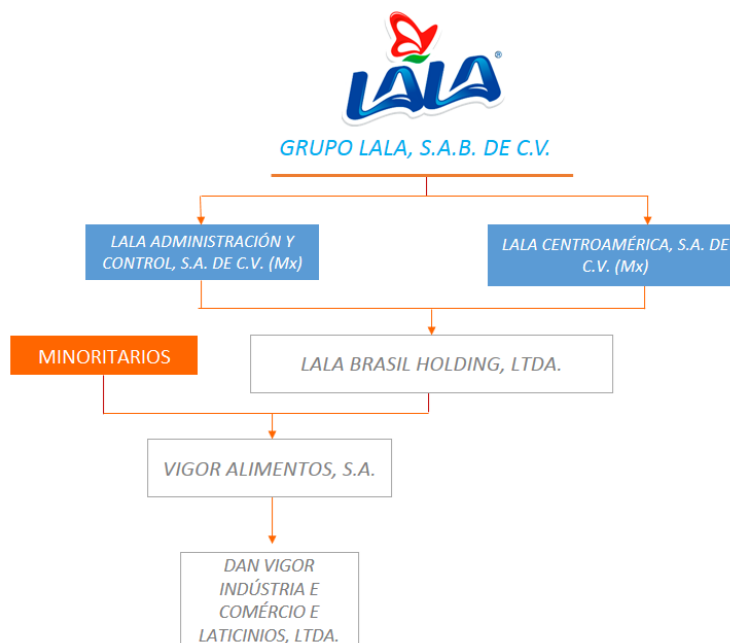 LALA®
GRUPO LALA, S.A.B. DE C.V.
LALA ADMINISTRACIÓN Y
CONTROL, S.A. DE C.V. (Mx)
LALA CENTROAMÉRICA, S.A. DE
C.V. (Mx)
MINORITARIOS
LALA BRASIL HOLDING, LTDA.
VIGOR ALIMENTOS, S.A.
DAN VIGOR
INDÚSTRIA E
COMÉRCIO E
LATICINIOS, LTDA.